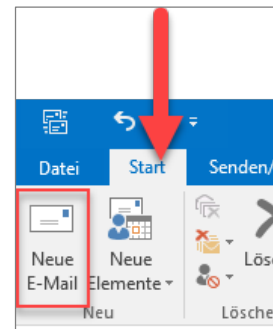 Datei Start Senden/
Neue Neue Lösc
E-Mail Elemente
Neu Lösche